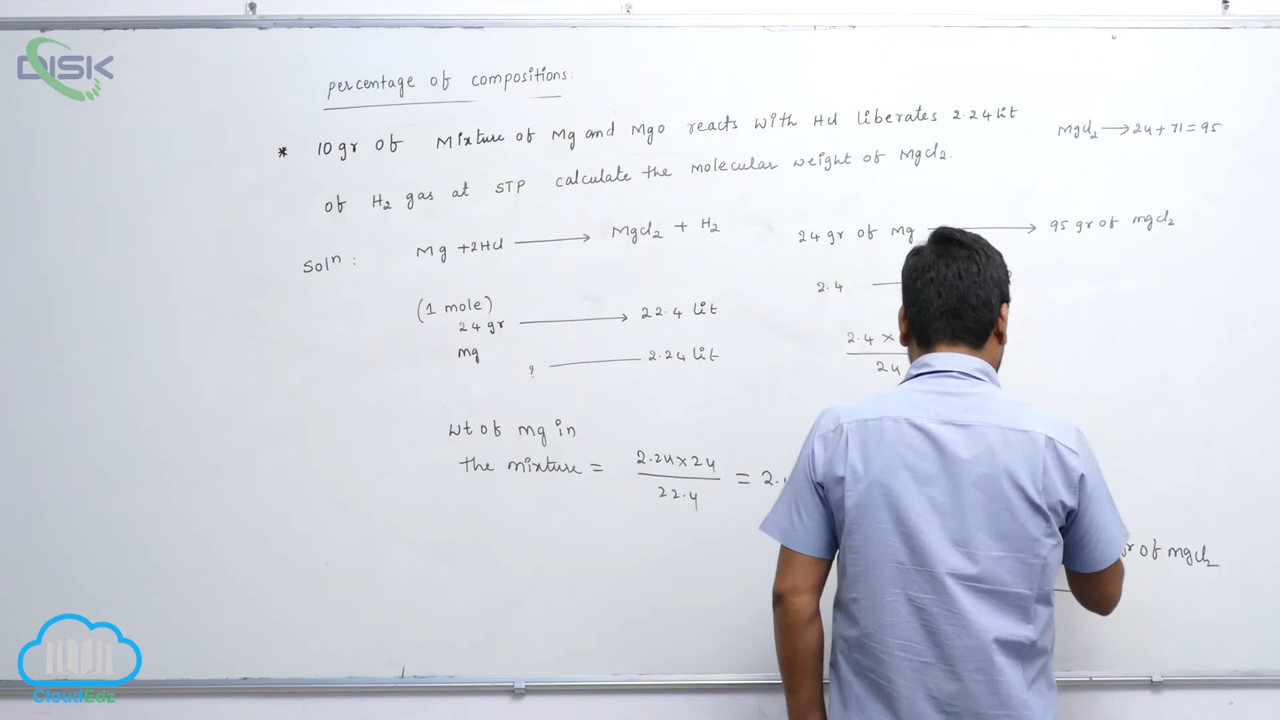 DISK
percentage of compositions:
* 10gr of Mixture of Mg and Mgo reacts with Hcl liberates 2.24 lit
of H2 gas at STP calculate the molecular weight of Mgcl2.
Mgcl2 → 24 + 71 = 95
Soln :
Mg + 2Hcl → Mgcl2 + H2
(1 mole)
24 gr → 22.4 lit
mg
? — 2.24 lit
wt of mg in
the mixture = 2.24 x 24 / 22.4 = 2.
24 gr of Mg → 95 gr of mgcl2
2.4 —
2.4 x
24
gr of mgcl2
CloudEdz